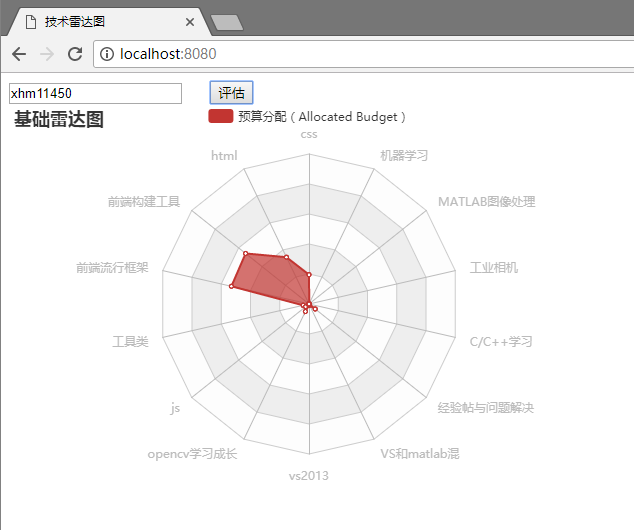 技术雷达图
localhost:8080
xhm11450 评估
基础雷达图 预算分配（Allocated Budget）
css
html 机器学习
前端构建工具 MATLAB图像处理
前端流行框架 工业相机
工具类 C/C++学习
js 经验帖与问题解决
opencv学习成长 VS和matlab混
vs2013